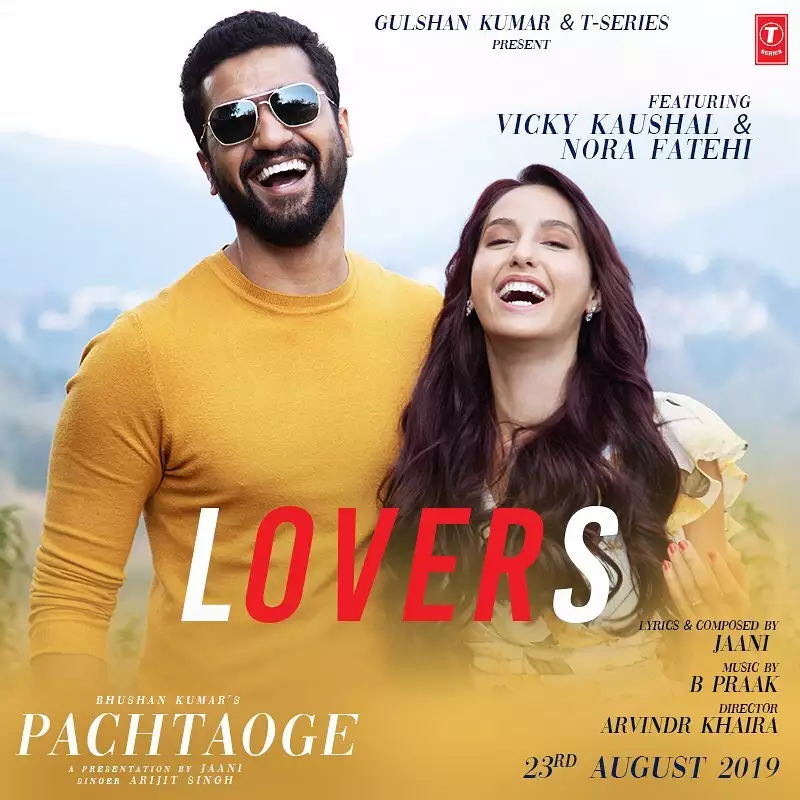 GULSHAN KUMAR & T-SERIES
PRESENT
T
SERIES
FEATURING
VICKY KAUSHAL &
NORA FATEHI
LOVERS
LYRICS & COMPOSED BY
JAANI
MUSIC BY
B PRAAK
DIRECTOR
ARVINDR KHAIRA
23RD AUGUST 2019
BHUSHAN KUMAR'S
PACHTAOGE
A PRESENTATION BY JAANI
SINGER ARIJIT SINGH